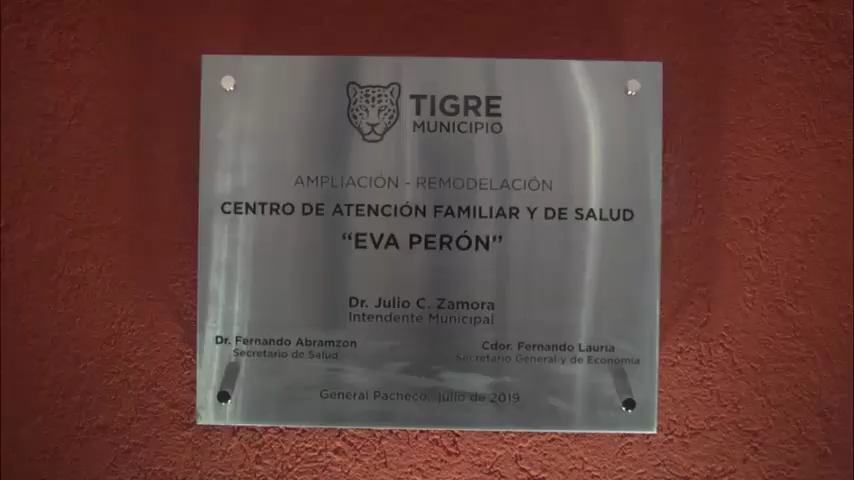 TIGRE
MUNICIPIO
AMPLIACIÓN - REMODELACIÓN
CENTRO DE ATENCIÓN FAMILIAR Y DE SALUD
“EVA PERÓN”
Dr. Julio C. Zamora
Intendente Municipal
Dr. Fernando Abramzon
Secretario de Salud
Cdor. Fernando Lauría
Secretario General y de Economía
General Pacheco, julio de 2019